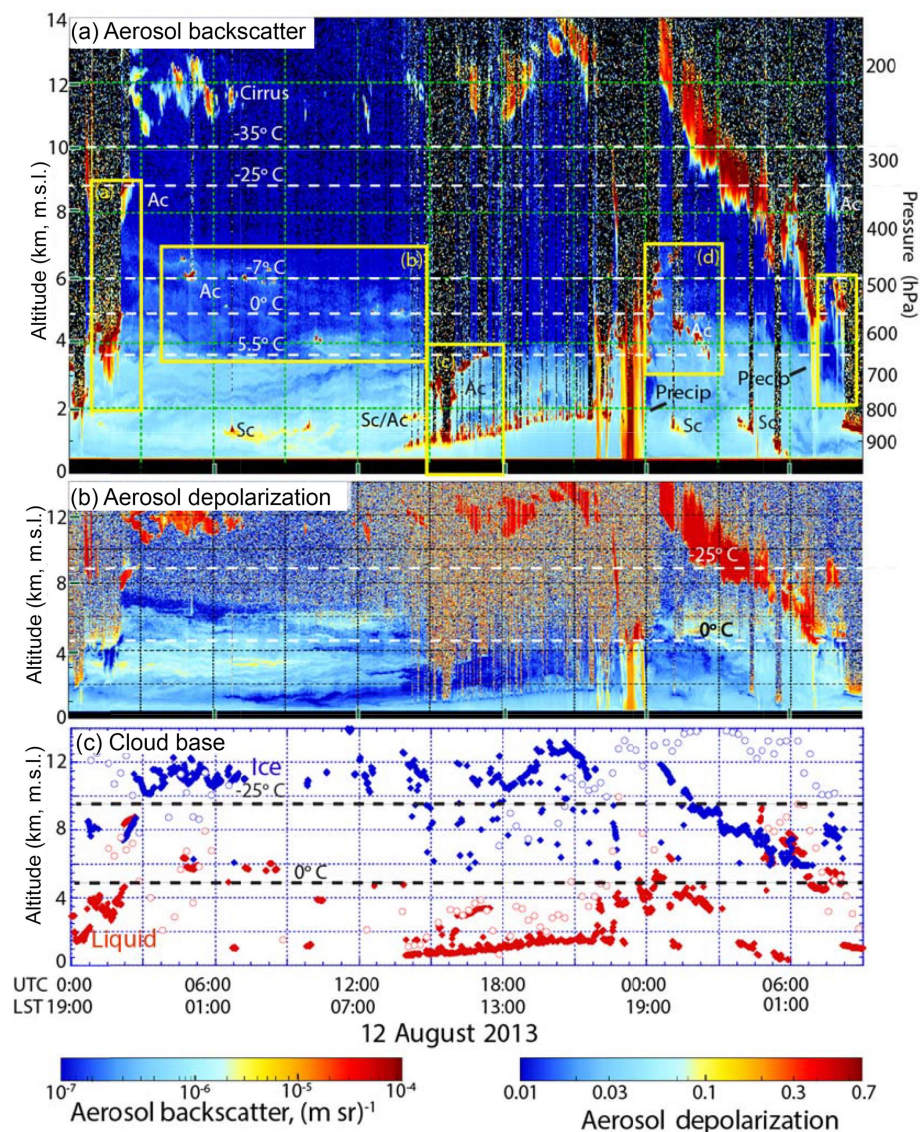 (a) Aerosol backscatter
14
12
10
8
6
4
2
0
Altitude (km, m.s.l.)
200
300
400
500
600
700
800
900
Pressure (hPa)
Cirrus
-35° C
-25° C
(a)
Ac
Ac
-7° C
(b)
(d)
Ac
0° C
5.5° C
Ac
(c)
Ac
Precip
Precip
Sc
Sc/Ac
Sc
Sc
(b) Aerosol depolarization
12
8
4
0
Altitude (km, m.s.l.)
-25° C
0° C
(c) Cloud base
12
8
4
0
Altitude (km, m.s.l.)
Ice
-25° C
0° C
Liquid
UTC 0:00 06:00 12:00 18:00 00:00 06:00
LST 19:00 01:00 07:00 13:00 19:00 01:00
12 August 2013
10-7 10-6 10-5 10-4
Aerosol backscatter, (m sr)-1
0.01 0.03 0.1 0.3 0.7
Aerosol depolarization